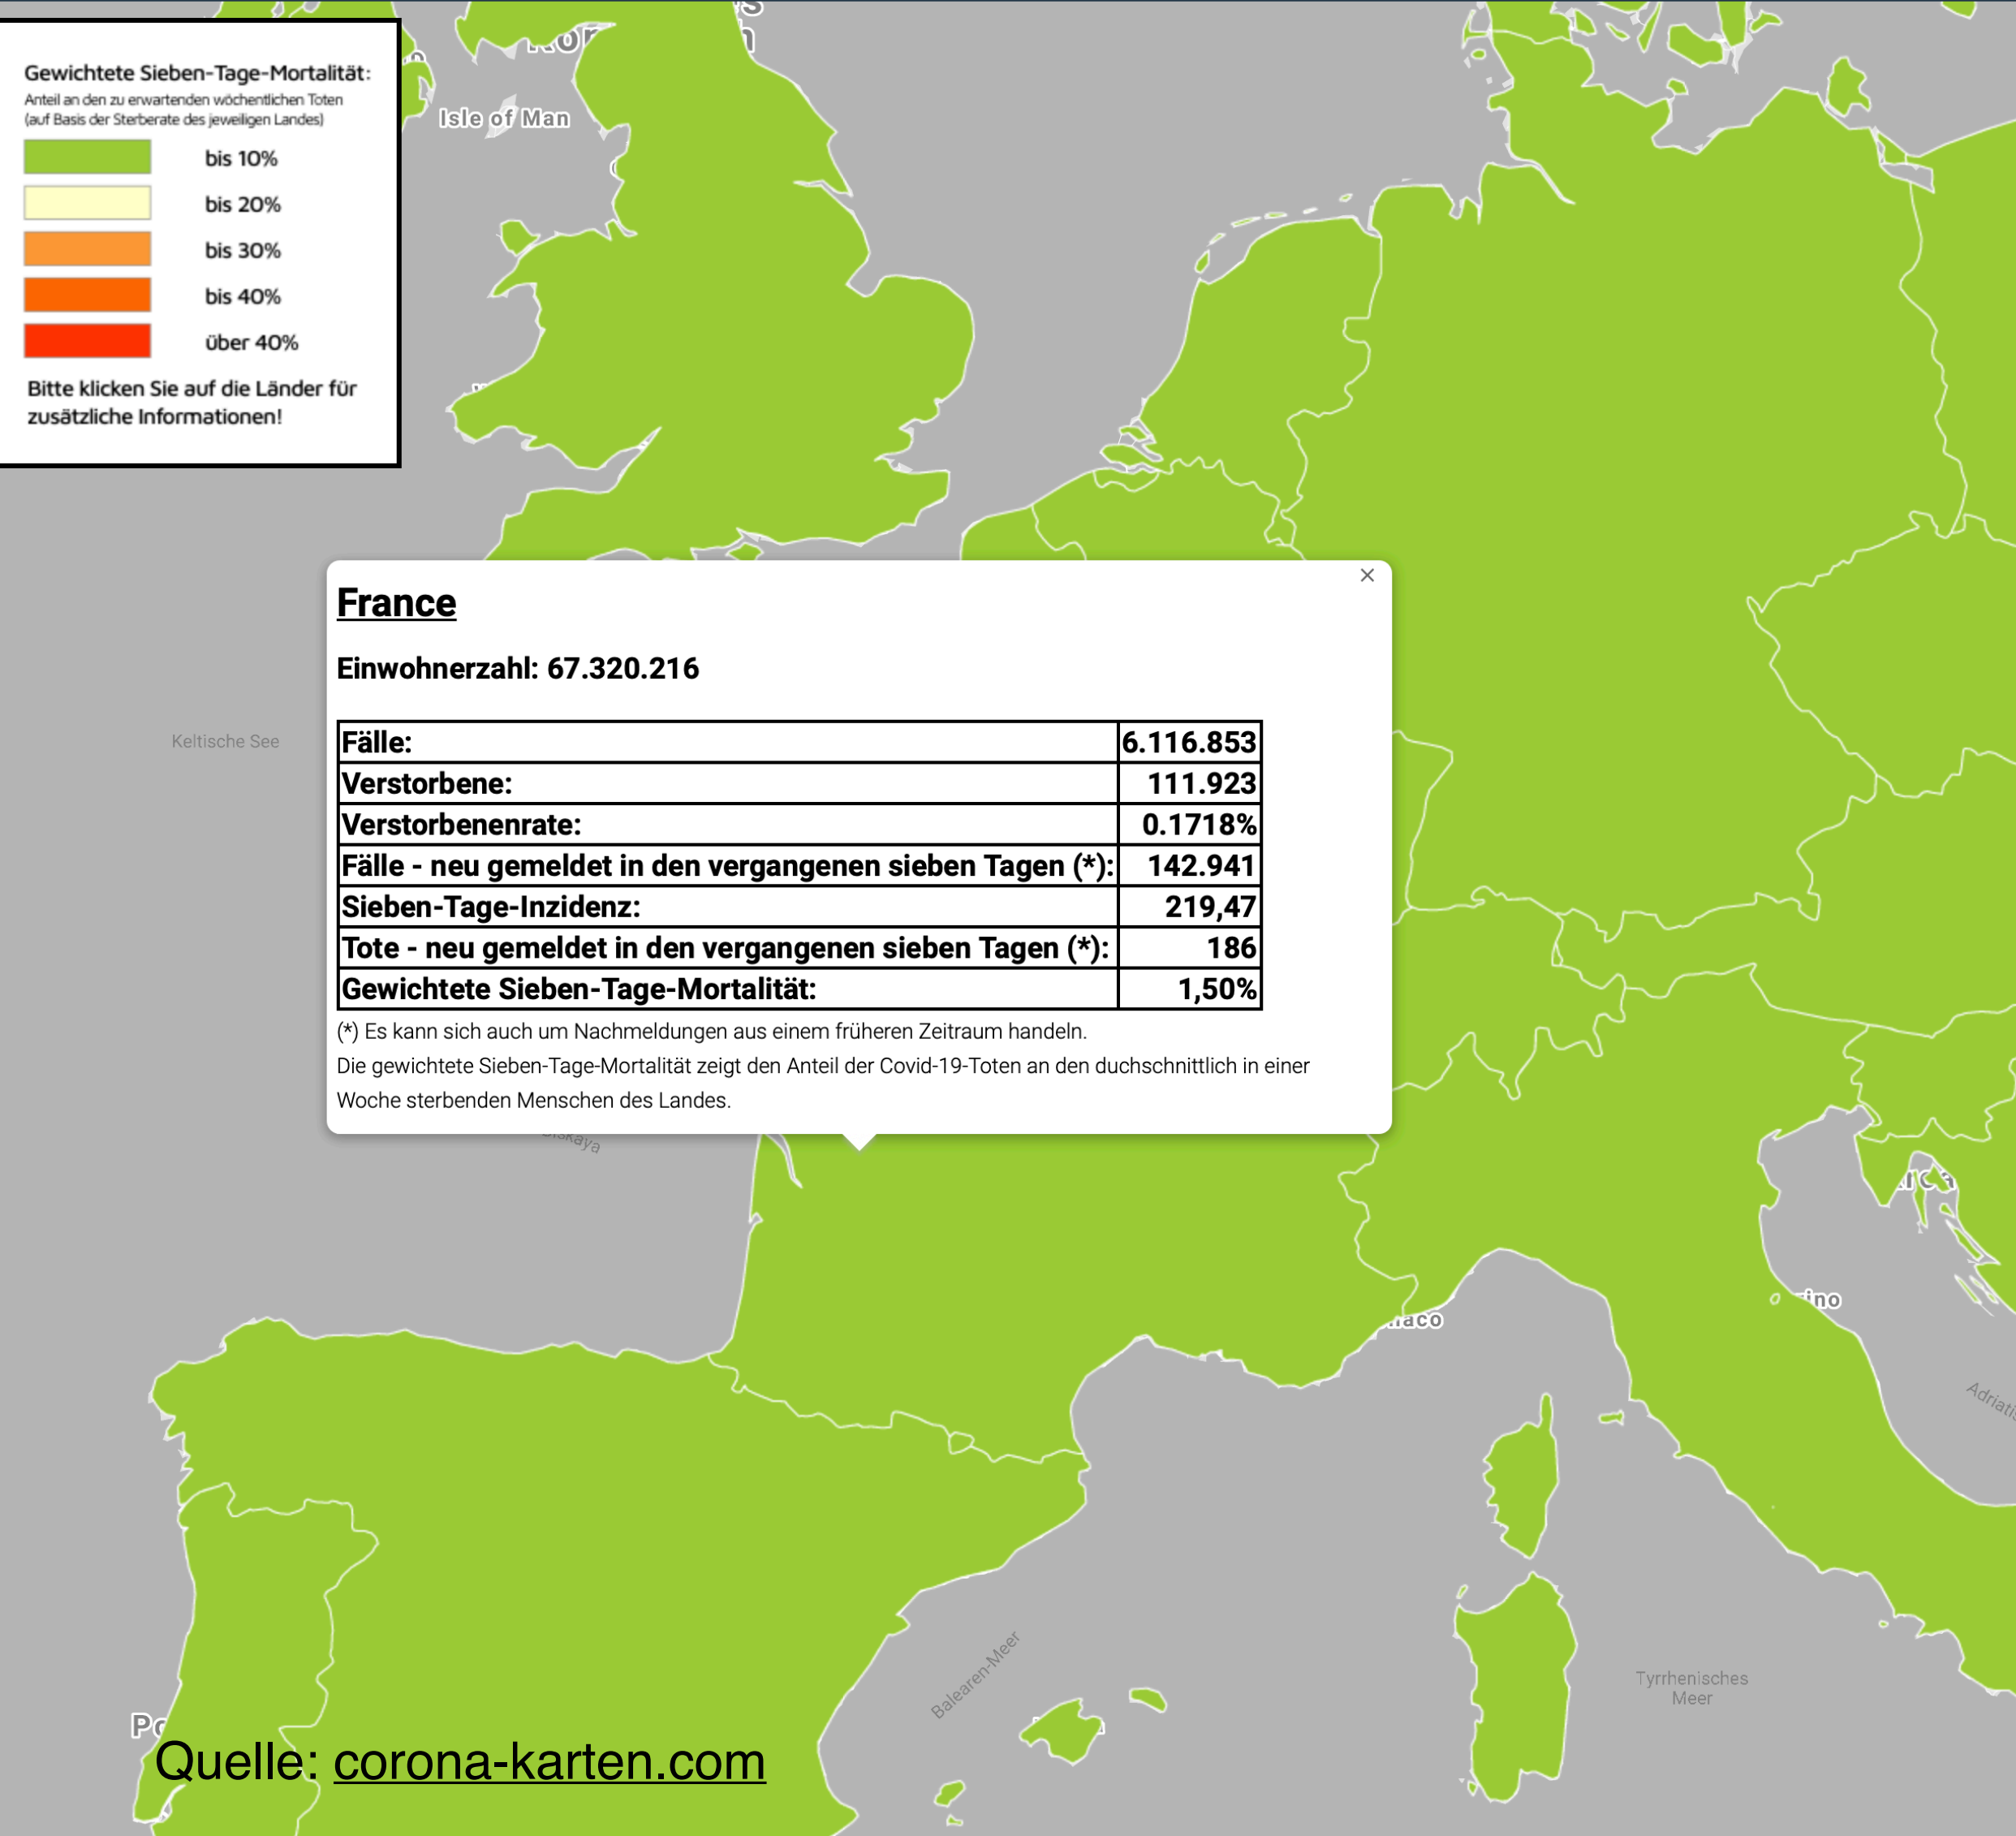 Gewichtete Sieben-Tage-Mortalität:
Anteil an den zu erwartenden wöchentlichen Toten
(auf Basis der Sterberate des jeweiligen Landes)
bis 10%
bis 20%
bis 30%
bis 40%
über 40%
Bitte klicken Sie auf die Länder für
zusätzliche Informationen!
Isle of Man
Keltische See
France
Einwohnerzahl: 67.320.216
Fälle: 6.116.853
Verstorbene: 111.923
Verstorbenenrate: 0.1718%
Fälle - neu gemeldet in den vergangenen sieben Tagen (*): 142.941
Sieben-Tage-Inzidenz: 219,47
Tote - neu gemeldet in den vergangenen sieben Tagen (*): 186
Gewichtete Sieben-Tage-Mortalität: 1,50%
(*) Es kann sich auch um Nachmeldungen aus einem früheren Zeitraum handeln.
Die gewichtete Sieben-Tage-Mortalität zeigt den Anteil der Covid-19-Toten an den duchschnittlich in einer
Woche sterbenden Menschen des Landes.
Balearen-Meer
Tyrrhenisches
Meer
Quelle: corona-karten.com